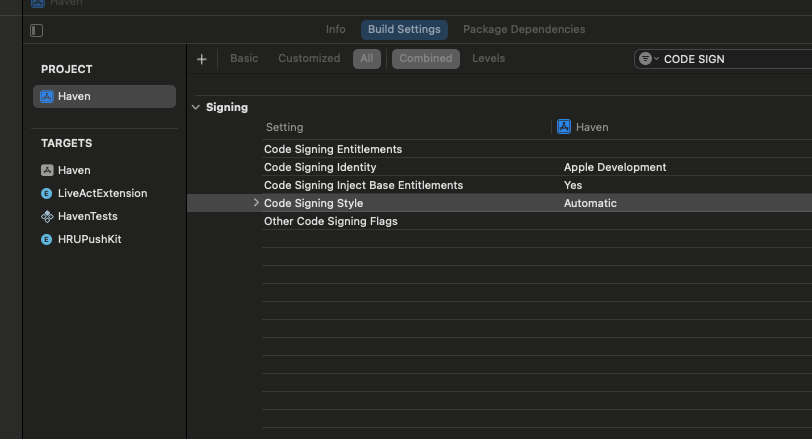 Haven
Info Build Settings Package Dependencies
PROJECT
Haven
TARGETS
Haven
LiveActExtension
HavenTests
HRUPushKit
+ Basic Customized All Combined Levels CODE SIGN
Signing
Setting Haven
Code Signing Entitlements
Code Signing Identity Apple Development
Code Signing Inject Base Entitlements Yes
Code Signing Style Automatic
Other Code Signing Flags